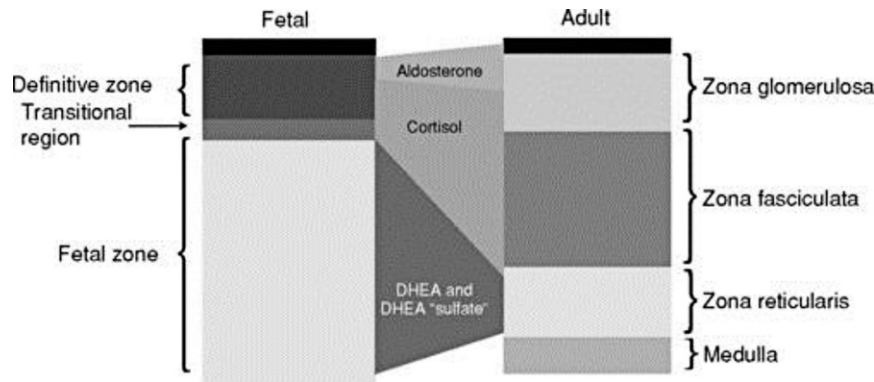 Fetal
Adult
Definitive zone
Transitional
region
Fetal zone
Aldosterone
Cortisol
DHEA and
DHEA "sulfate"
Zona glomerulosa
Zona fasciculata
Zona reticularis
Medulla